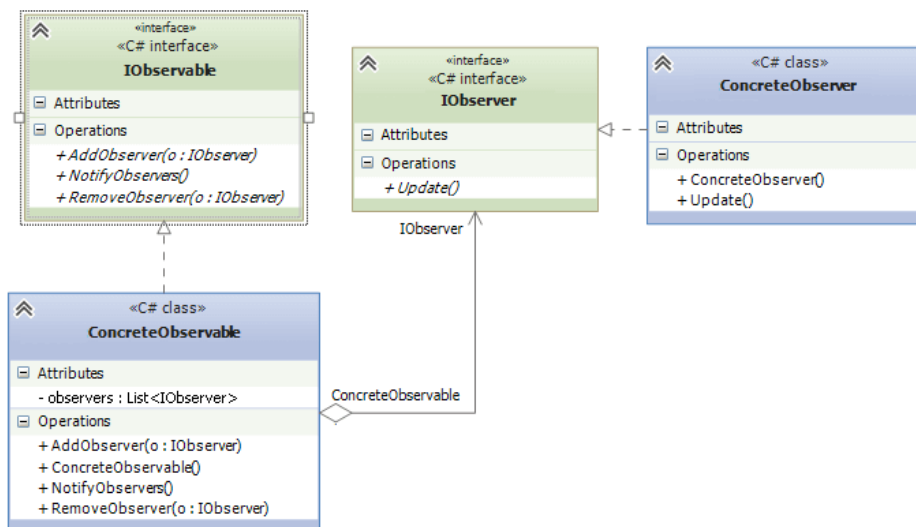 «interface»
«C# interface»
IObservable
Attributes
Operations
+ AddObserver(o : IObserver)
+ NotifyObservers()
+ RemoveObserver(o : IObserver)
«interface»
«C# interface»
IObserver
Attributes
Operations
+ Update()
«C# class»
ConcreteObserver
Attributes
Operations
+ ConcreteObserver()
+ Update()
IObserver
«C# class»
ConcreteObservable
Attributes
- observers : List<IObserver>
Operations
+ AddObserver(o : IObserver)
+ ConcreteObservable()
+ NotifyObservers()
+ RemoveObserver(o : IObserver)
ConcreteObservable